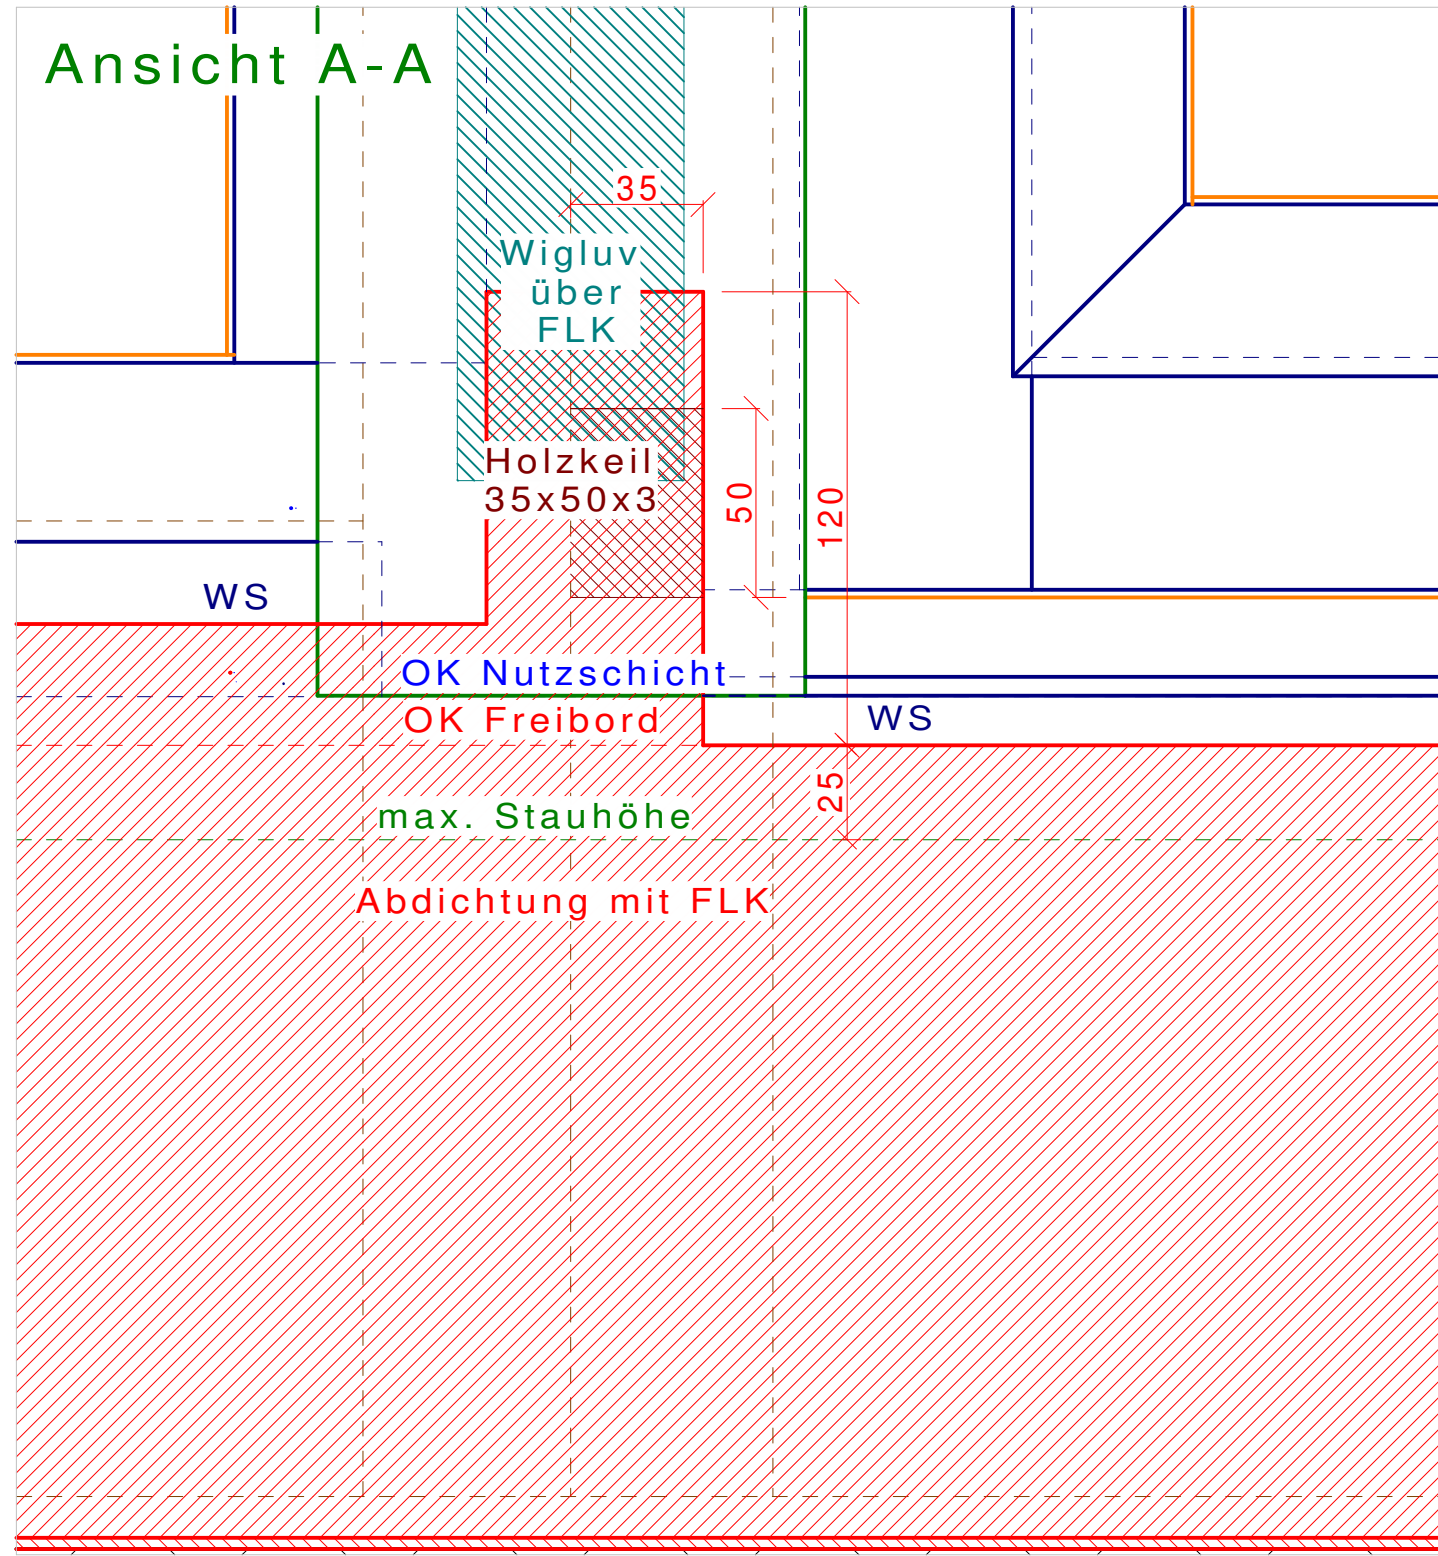 Ansicht A-A
35
Wigluv
über
FLK
Holzkeil
35x50x3
50
120
WS
OK Nutzschicht
OK Freibord
WS
25
max. Stauhöhe
Abdichtung mit FLK